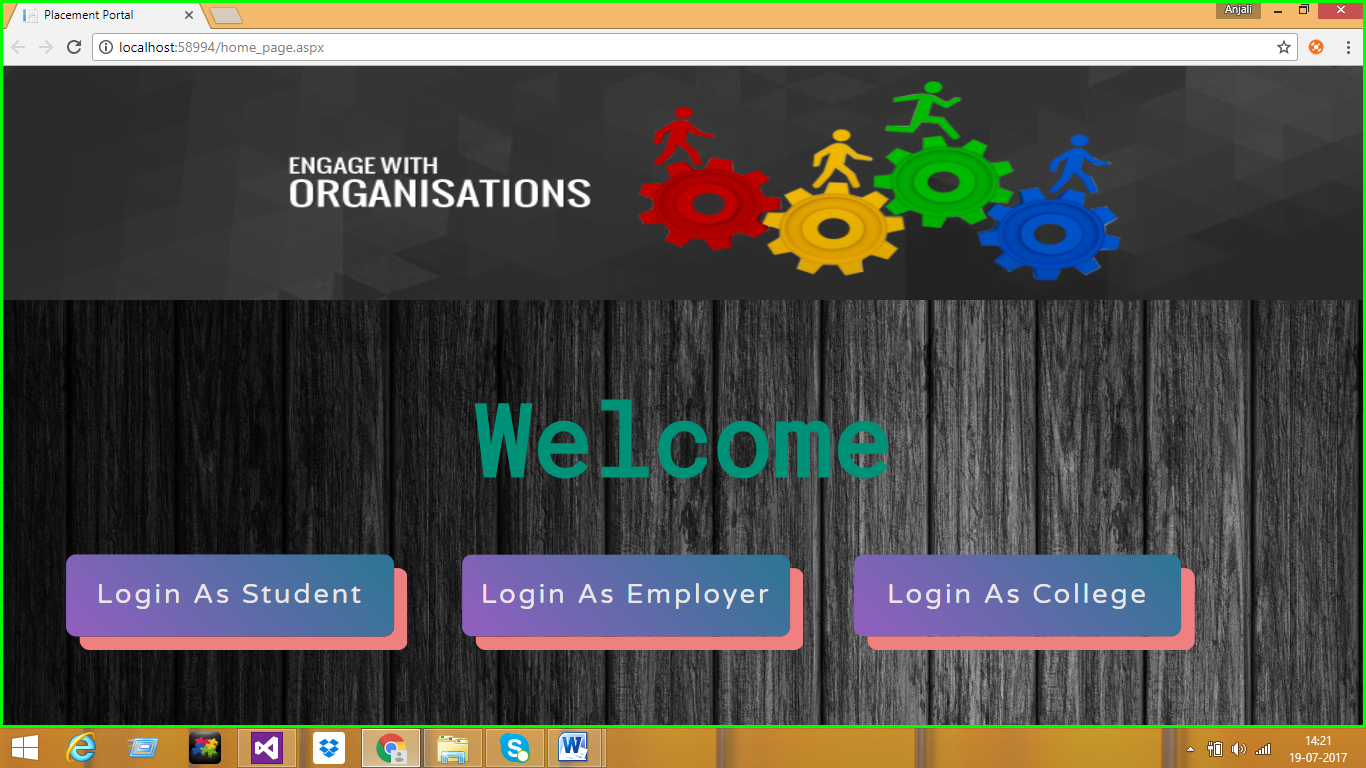 Placement Portal
Anjali
localhost:58994/home_page.aspx
ENGAGE WITH
ORGANISATIONS
Welcome
Login As Student
Login As Employer
Login As College
14:21
19-07-2017